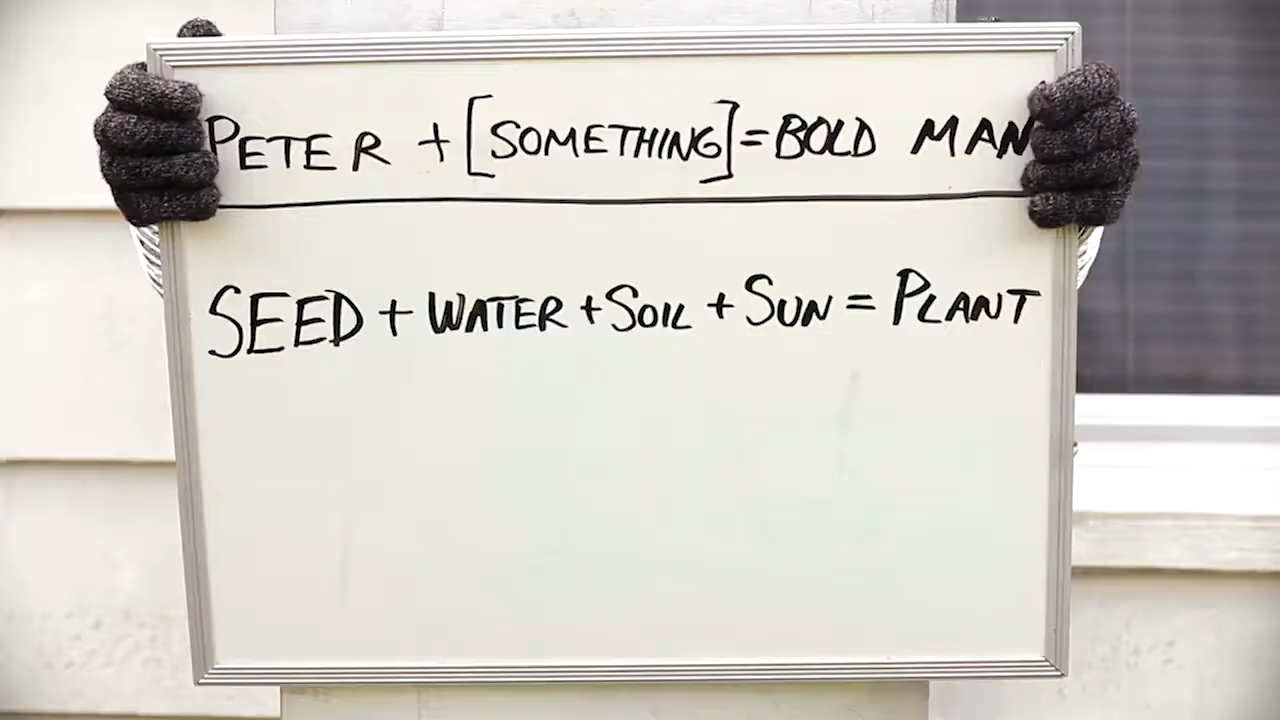 PETER + [SOMETHING] = BOLD MAN
SEED + WATER + SOIL + SUN = PLANT